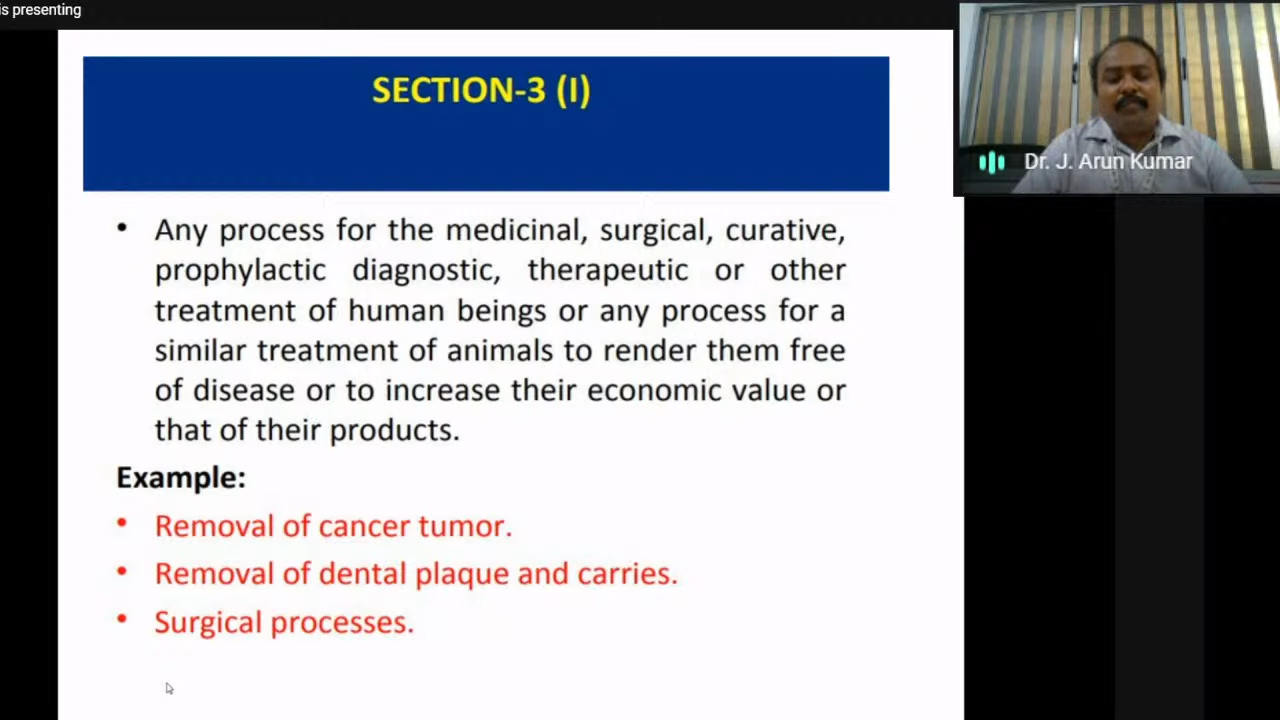 is presenting
SECTION-3 (I)
Dr. J. Arun Kumar
• Any process for the medicinal, surgical, curative,
prophylactic diagnostic, therapeutic or other
treatment of human beings or any process for a
similar treatment of animals to render them free
of disease or to increase their economic value or
that of their products.
Example:
• Removal of cancer tumor.
• Removal of dental plaque and carries.
• Surgical processes.